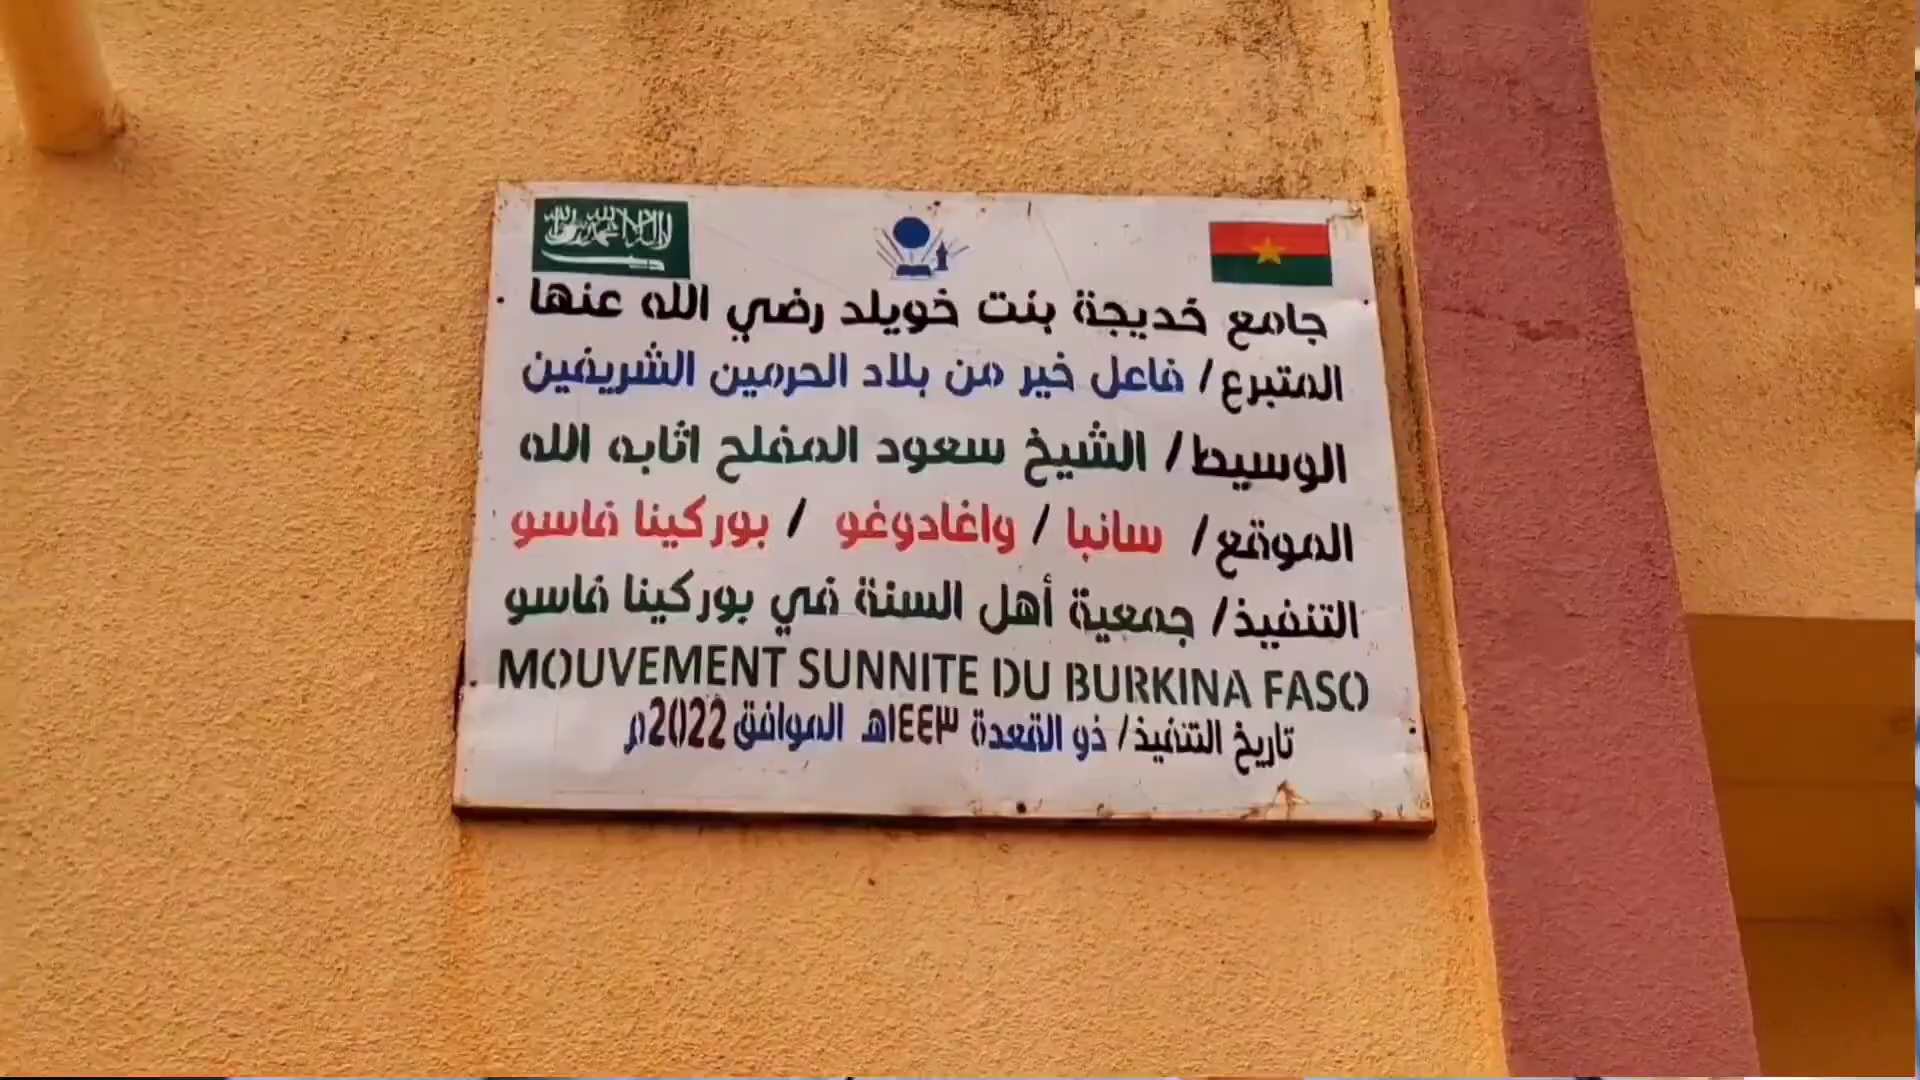 جامع خديجة بنت خويلد رضي الله عنها
المتبرع/ فاعل خير من بلاد الحرمين الشريفين
الوسيط/ الشيخ سعود المفلح اثابه الله
الموقع/ سانبا / واغادوغو / بوركينا فاسو
التنفيذ/ جمعية أهل السنة في بوركينا فاسو
MOUVEMENT SUNNITE DU BURKINA FASO
تاريخ التنفيذ/ ذو القعدة ١٤٤٣هـ الموافق 2022م